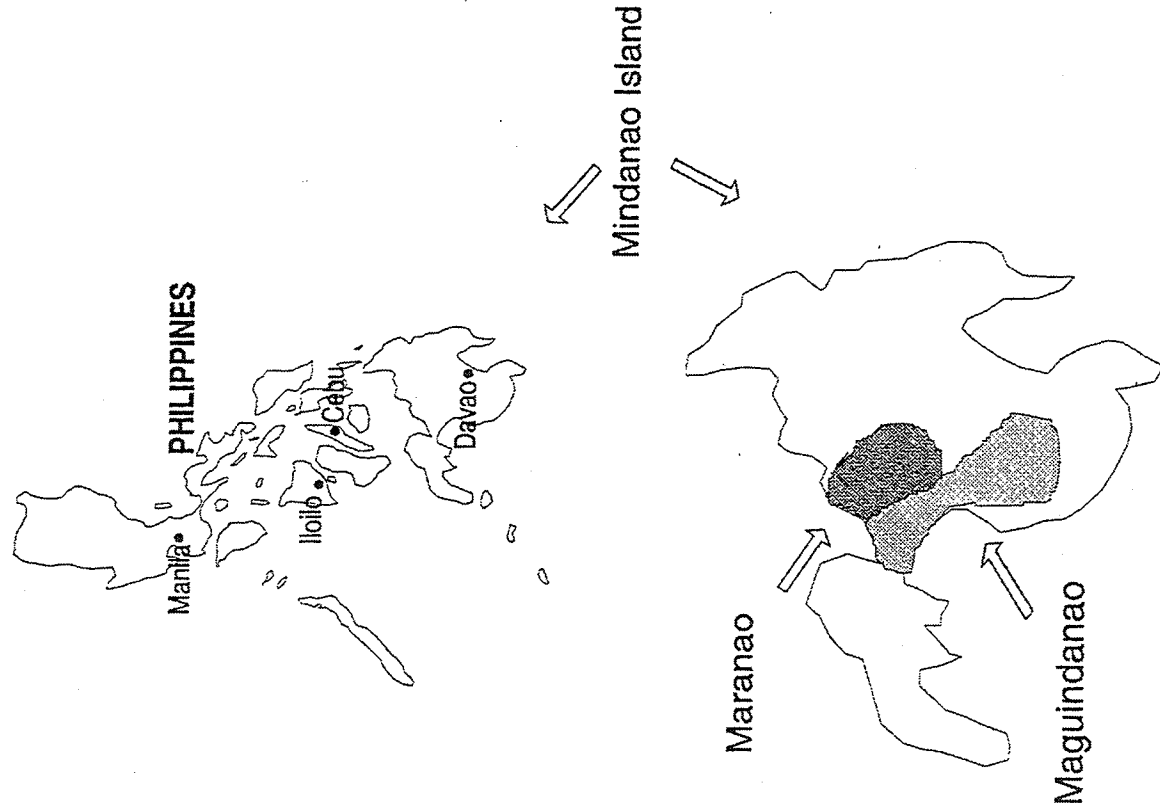 PHILIPPINES
Manila
Iloilo
Cebu
Davao
Mindanao Island
Maranao
Maguindanao